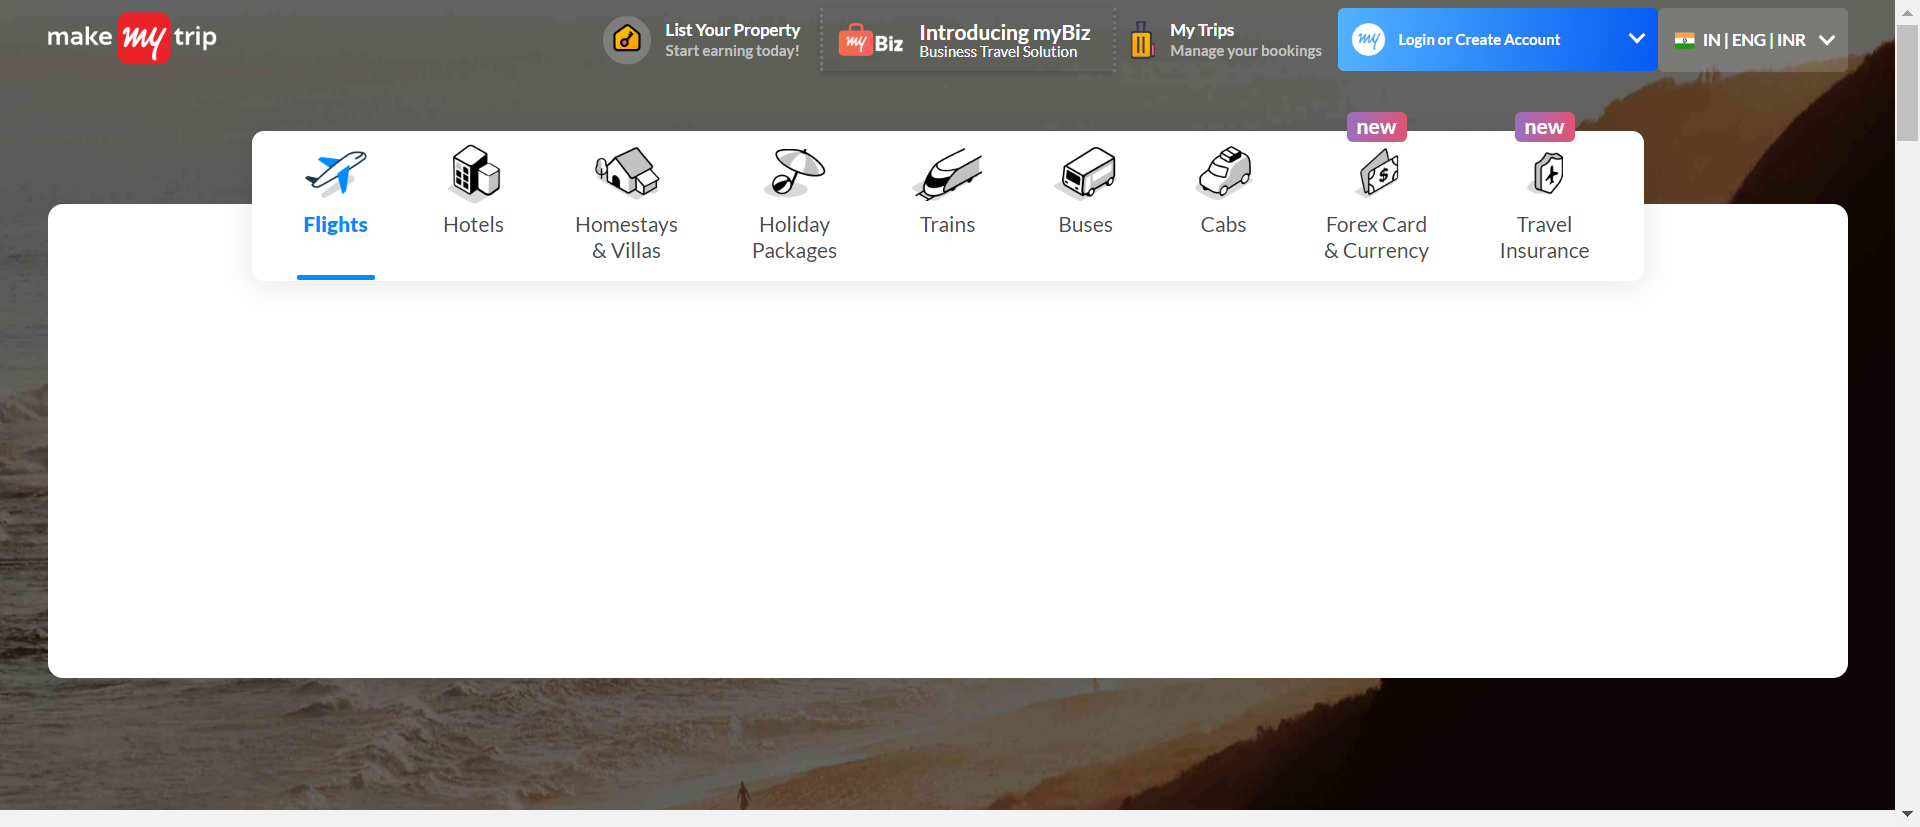 make my trip
List Your Property
Start earning today!
my Biz
Introducing myBiz
Business Travel Solution
My Trips
Manage your bookings
my
Login or Create Account
IN | ENG | INR
new
new
Flights
Hotels
Homestays
& Villas
Holiday
Packages
Trains
Buses
Cabs
Forex Card
& Currency
Travel
Insurance